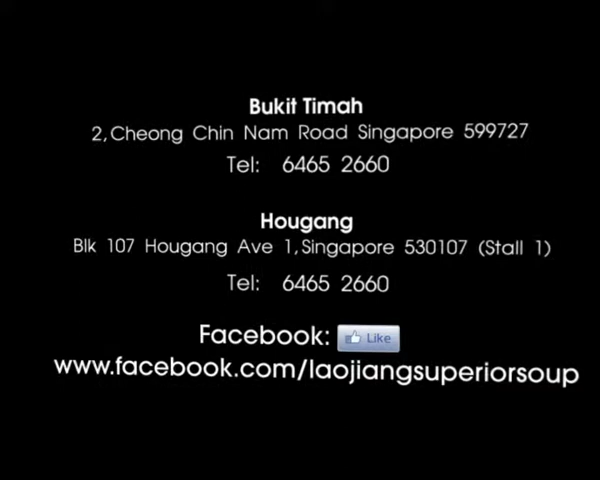 Bukit Timah
2,Cheong Chin Nam Road Singapore 599727
Tel: 6465 2660
Hougang
Blk 107 Hougang Ave 1,Singapore 530107 (Stall 1)
Tel: 6465 2660
Facebook: Like
www.facebook.com/laojiangsuperiorsoup